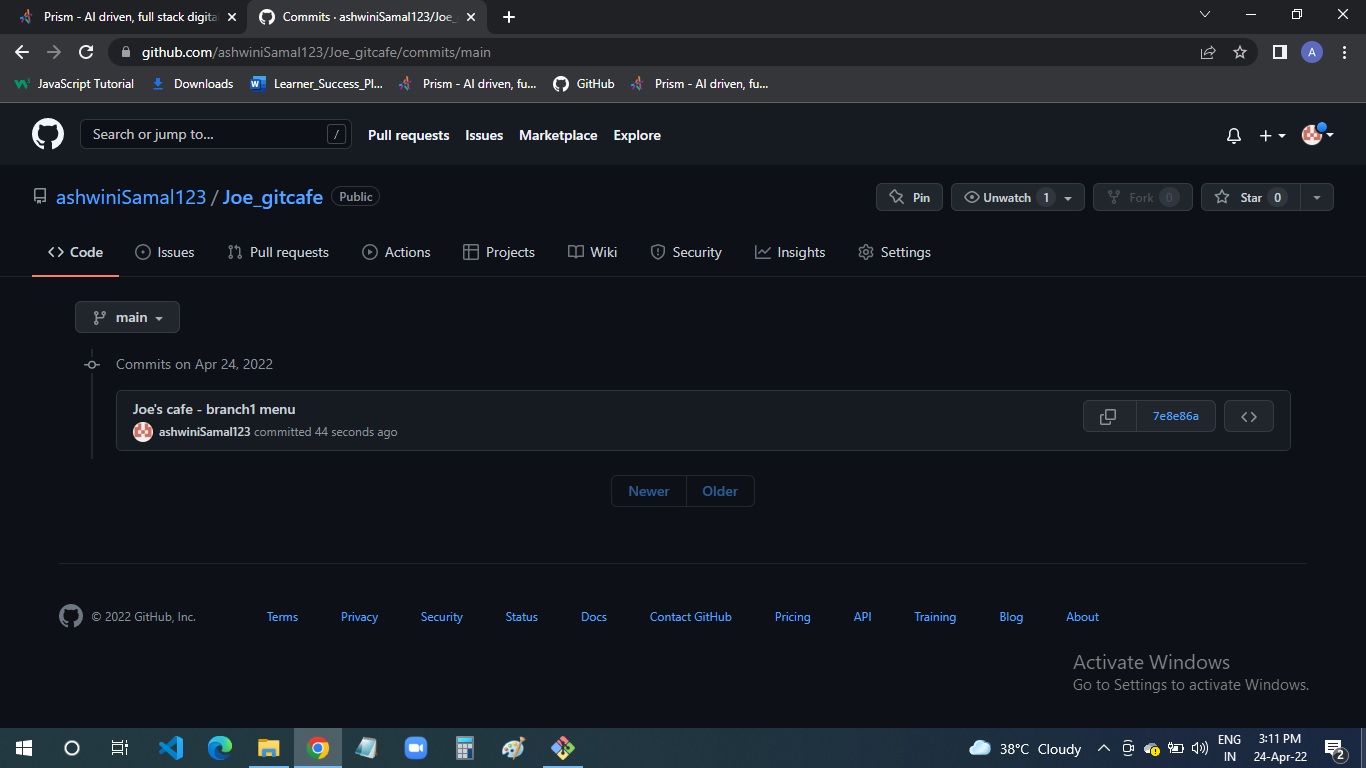 Prism - AI driven, full stack digita
Commits · ashwiniSamal123/Joe_
github.com/ashwiniSamal123/Joe_gitcafe/commits/main
A
JavaScript Tutorial
Downloads
Learner_Success_Pl...
Prism - AI driven, fu...
GitHub
Prism - AI driven, fu...
Search or jump to... /
Pull requests
Issues
Marketplace
Explore
ashwiniSamal123 / Joe_gitcafe Public
Pin
Unwatch 1
Fork 0
Star 0
Code
Issues
Pull requests
Actions
Projects
Wiki
Security
Insights
Settings
main
Commits on Apr 24, 2022
Joe's cafe - branch1 menu
7e8e86a
ashwiniSamal123 committed 44 seconds ago
Newer
Older
© 2022 GitHub, Inc.
Terms
Privacy
Security
Status
Docs
Contact GitHub
Pricing
API
Training
Blog
About
Activate Windows
Go to Settings to activate Windows.
38°C Cloudy
ENG
IN
3:11 PM
24-Apr-22
2